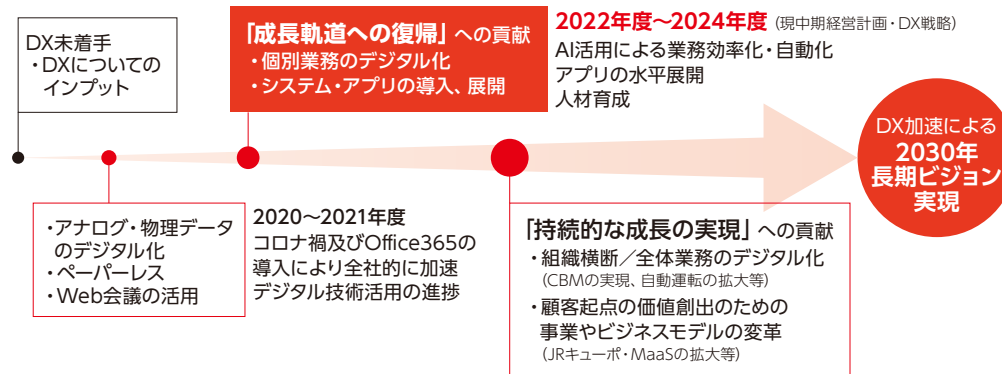 DX未着手
・DXについての
インプット
「成長軌道への復帰」への貢献
・個別業務のデジタル化
・システム・アプリの導入、展開
2022年度～2024年度（現中期経営計画・DX戦略）
AI活用による業務効率化・自動化
アプリの水平展開
人材育成
DX加速による
2030年
長期ビジョン
実現
・アナログ・物理データ
のデジタル化
・ペーパーレス
・Web会議の活用
2020～2021年度
コロナ禍及びOffice365の
導入により全社的に加速
デジタル技術活用の進捗
「持続的な成長の実現」への貢献
・組織横断／全体業務のデジタル化
（CBMの実現、自動運転の拡大等）
・顧客起点の価値創出のための
事業やビジネスモデルの変革
（JRキューポ・MaaSの拡大等）